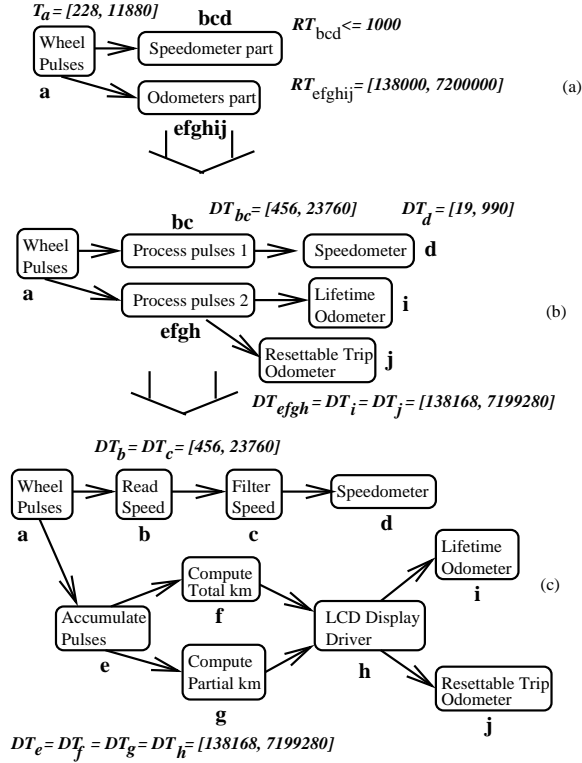 T_a = [228, 11880]
bcd
RT_bcd <= 1000
Wheel
Pulses
Speedometer part
a
RT_efghij = [138000, 7200000]
Odometers part
(a)
efghij
DT_bc = [456, 23760]
DT_d = [19, 990]
bc
Wheel
Pulses
Process pulses 1
Speedometer
d
a
Process pulses 2
Lifetime
Odometer
i
(b)
efgh
Resettable Trip
Odometer
j
DT_efgh = DT_i = DT_j = [138168, 7199280]
DT_b = DT_c = [456, 23760]
Wheel
Pulses
Read
Speed
Filter
Speed
Speedometer
a
b
c
d
Lifetime
Odometer
i
(c)
Compute
Total km
f
Accumulate
Pulses
e
LCD Display
Driver
h
Compute
Partial km
g
Resettable Trip
Odometer
j
DT_e = DT_f = DT_g = DT_h = [138168, 7199280]